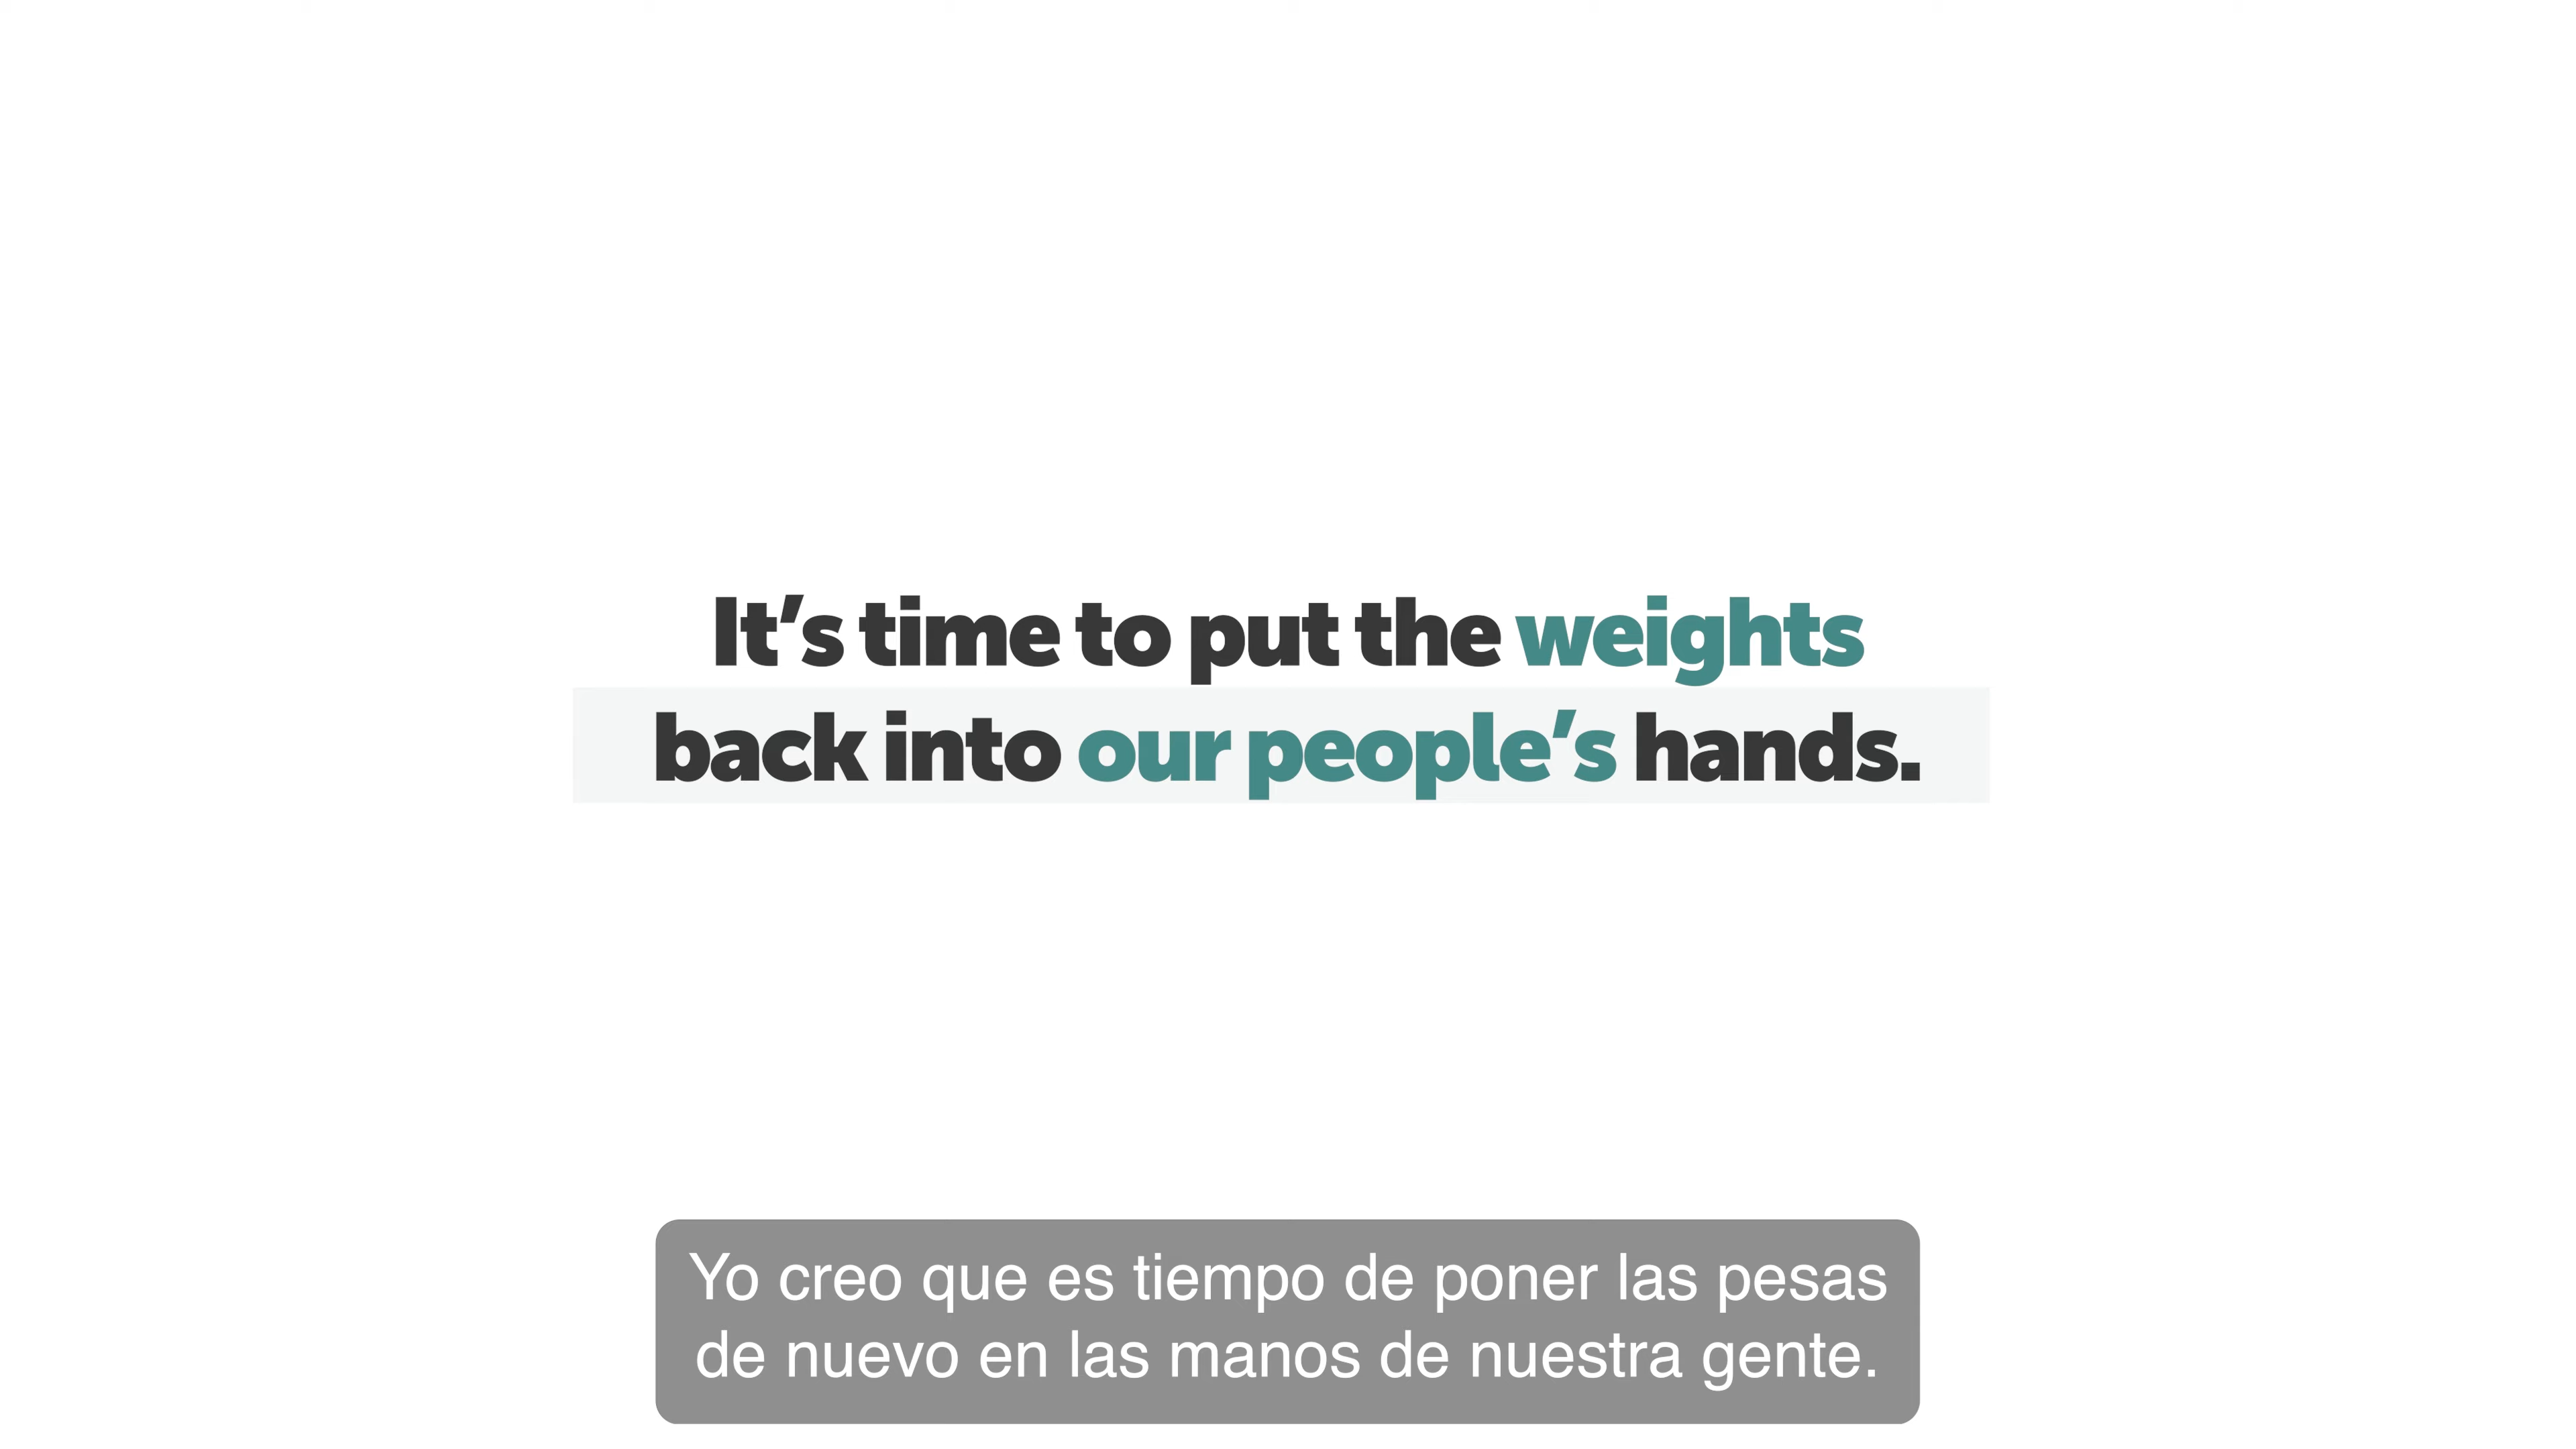 It’s time to put the weights
back into our people’s hands.
Yo creo que es tiempo de poner las pesas
de nuevo en las manos de nuestra gente.